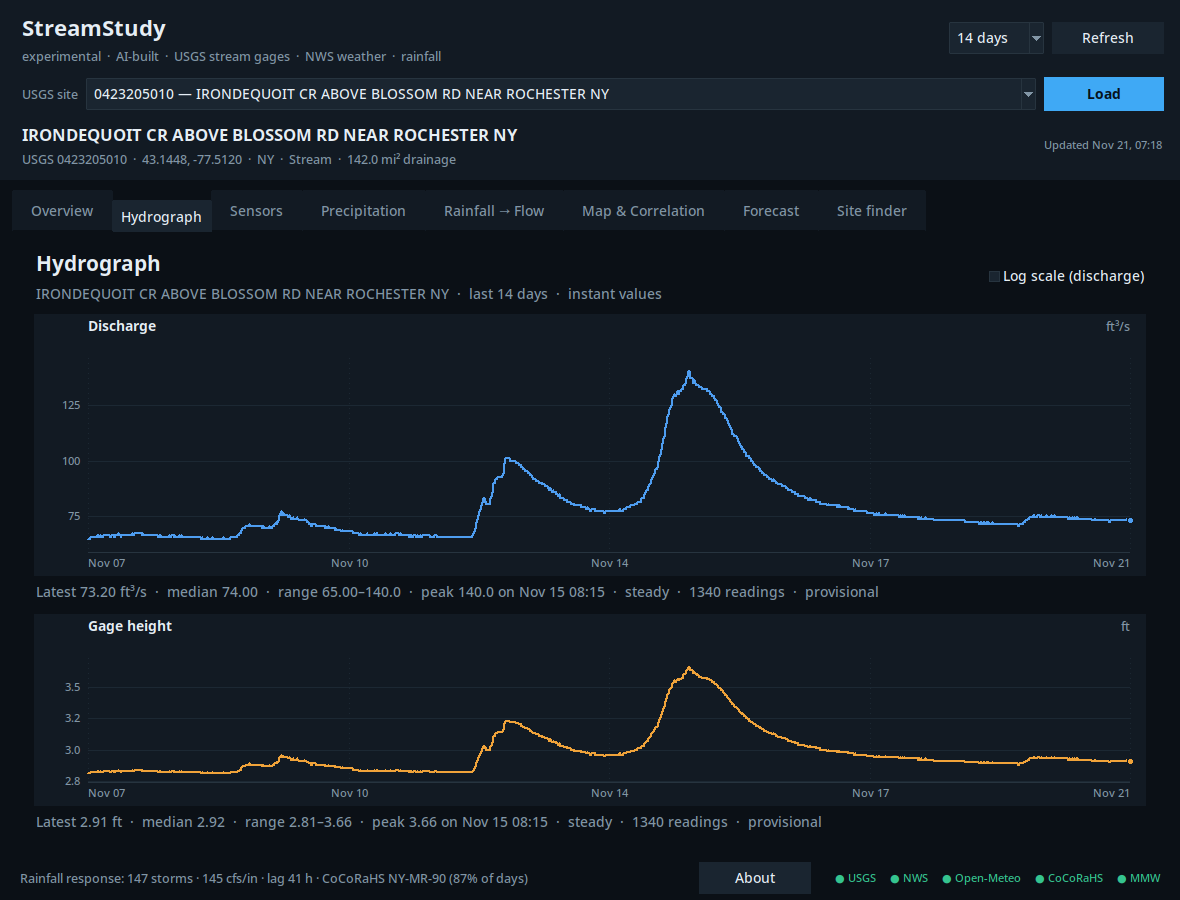 StreamStudy
experimental · AI-built · USGS stream gages · NWS weather · rainfall
14 days
Refresh
USGS site
0423205010 — IRONDEQUOIT CR ABOVE BLOSSOM RD NEAR ROCHESTER NY
Load
IRONDEQUOIT CR ABOVE BLOSSOM RD NEAR ROCHESTER NY
USGS 0423205010 · 43.1448, -77.5120 · NY · Stream · 142.0 mi² drainage
Updated Nov 21, 07:18
Overview
Hydrograph
Sensors
Precipitation
Rainfall → Flow
Map & Correlation
Forecast
Site finder
Hydrograph
IRONDEQUOIT CR ABOVE BLOSSOM RD NEAR ROCHESTER NY · last 14 days · instant values
Log scale (discharge)
Discharge
ft³/s
125
100
75
Nov 07
Nov 10
Nov 14
Nov 17
Nov 21
Latest 73.20 ft³/s · median 74.00 · range 65.00–140.0 · peak 140.0 on Nov 15 08:15 · steady · 1340 readings · provisional
Gage height
ft
3.5
3.2
3.0
2.8
Nov 07
Nov 10
Nov 14
Nov 17
Nov 21
Latest 2.91 ft · median 2.92 · range 2.81–3.66 · peak 3.66 on Nov 15 08:15 · steady · 1340 readings · provisional
Rainfall response: 147 storms · 145 cfs/in · lag 41 h · CoCoRaHS NY-MR-90 (87% of days)
About
USGS
NWS
Open-Meteo
CoCoRaHS
MMW